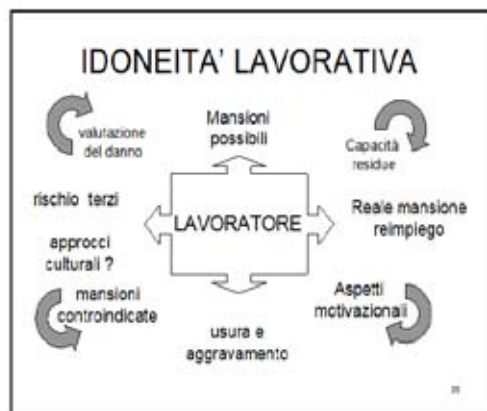 IDONEITA' LAVORATIVA
valutazione
del danno
Mansioni
possibili
Capacità
residue
rischio terzi
LAVORATORE
Reale mansione
reimpiego
approcci
culturali ?
mansioni
controindicate
usura e
aggravamento
Aspetti
motivazionali